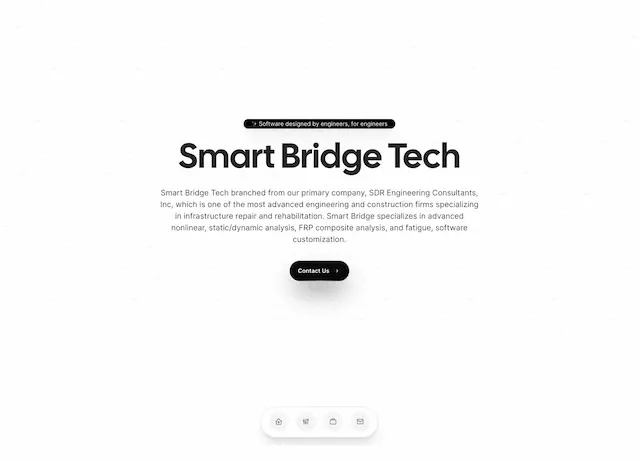 Software designed by engineers, for engineers
Smart Bridge Tech
Smart Bridge Tech branched from our primary company, SDR Engineering Consultants,
Inc, which is one of the most advanced engineering and construction firms specializing
in infrastructure repair and rehabilitation. Smart Bridge specializes in advanced
nonlinear, static/dynamic analysis, FRP composite analysis, and fatigue, software
customization.
Contact Us